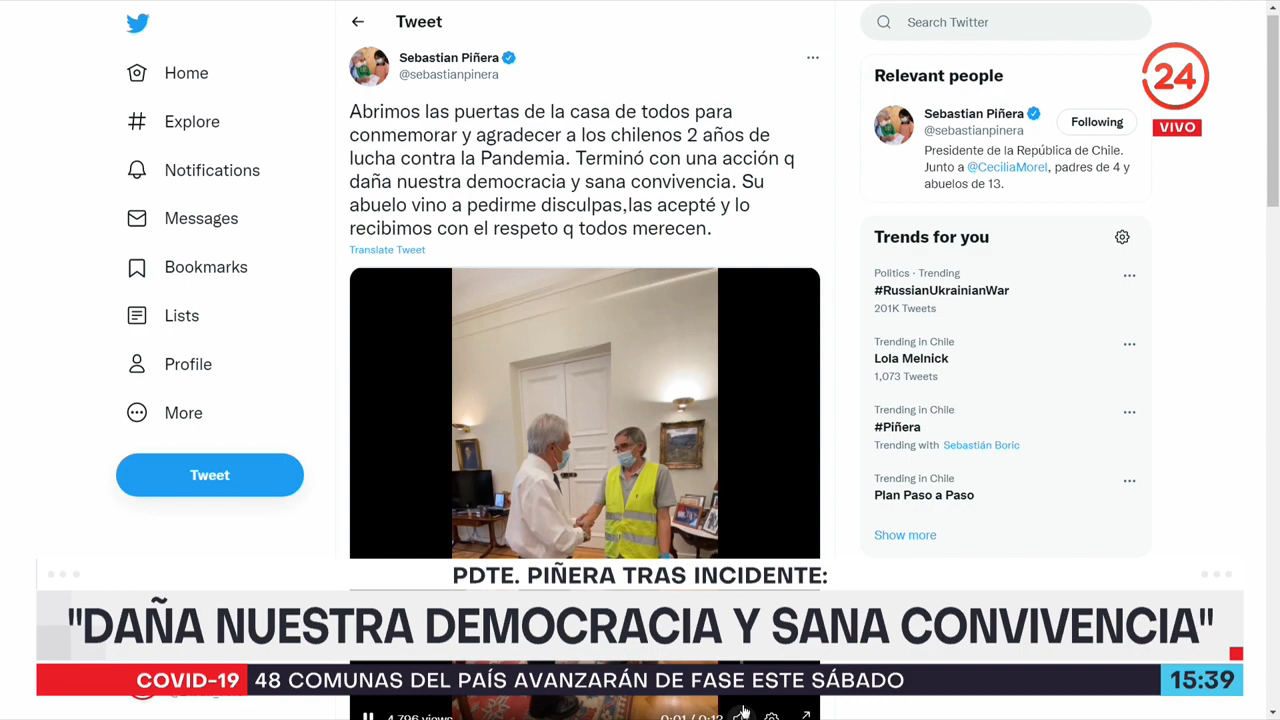 Home
Explore
Notifications
Messages
Bookmarks
Lists
Profile
More
Tweet
Tweet
Sebastian Piñera
@sebastianpinera
Abrimos las puertas de la casa de todos para
conmemorar y agradecer a los chilenos 2 años de
lucha contra la Pandemia. Terminó con una acción q
daña nuestra democracia y sana convivencia. Su
abuelo vino a pedirme disculpas,las acepté y lo
recibimos con el respeto q todos merecen.
Translate Tweet
4,796 views
0:01 / 0:12
Search Twitter
Relevant people
Sebastian Piñera
@sebastianpinera
Following
Presidente de la República de Chile.
Junto a @CeciliaMorel, padres de 4 y
abuelos de 13.
Trends for you
Politics · Trending
#RussianUkrainianWar
201K Tweets
Trending in Chile
Lola Melnick
1,073 Tweets
Trending in Chile
#Piñera
Trending with Sebastián Boric
Trending in Chile
Plan Paso a Paso
Show more
24
VIVO
PDTE. PIÑERA TRAS INCIDENTE:
"DAÑA NUESTRA DEMOCRACIA Y SANA CONVIVENCIA"
COVID-19 48 COMUNAS DEL PAÍS AVANZARÁN DE FASE ESTE SÁBADO
15:39